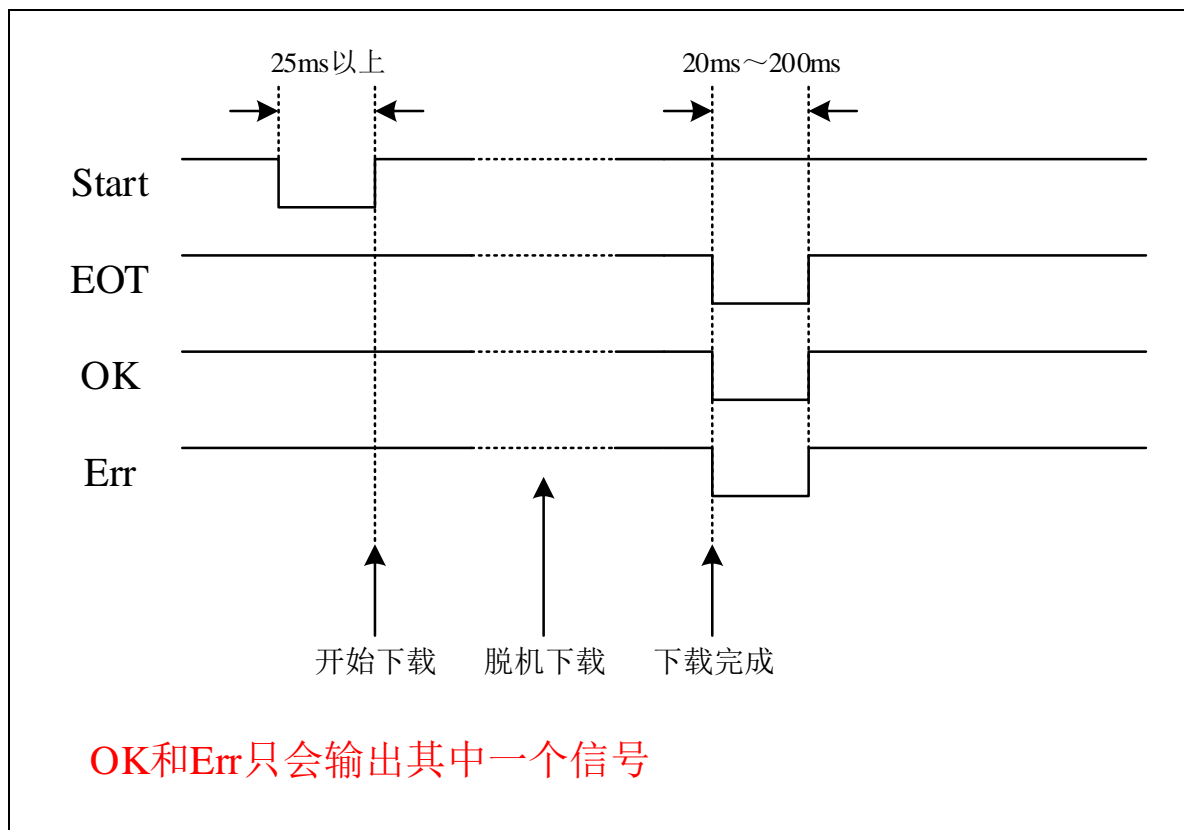 25ms以上
20ms～200ms
Start
EOT
OK
Err
开始下载
脱机下载
下载完成
OK和Err只会输出其中一个信号